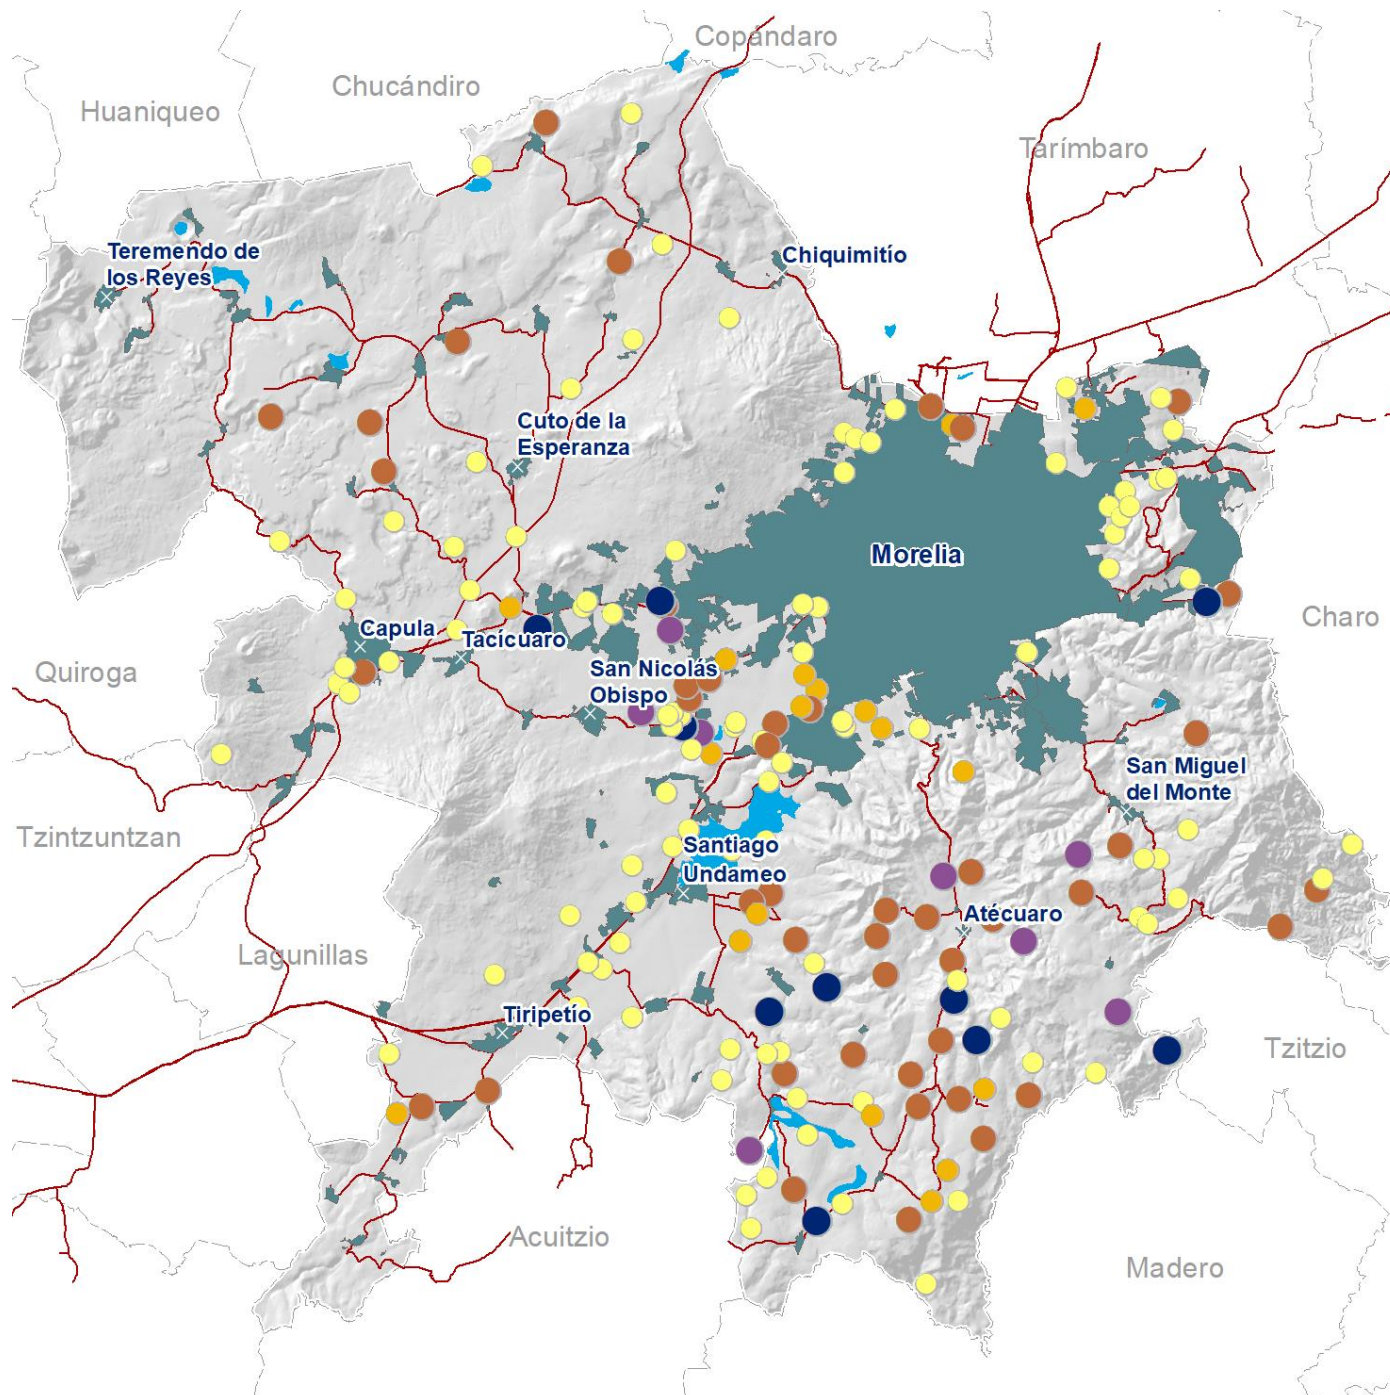 Copándaro
Chucándiro
Huaniqueo
Tarímbaro
Teremendo de
los Reyes
Chiquimitío
Cuto de la
Esperanza
Morelia
Charo
Capula
Tacícuaro
Quiroga
San Nicolás
Obispo
San Miguel
del Monte
Tzintzuntzan
Santiago
Undameo
Atécuaro
Lagunillas
Tiripetío
Tzitzio
Acuitzio
Madero